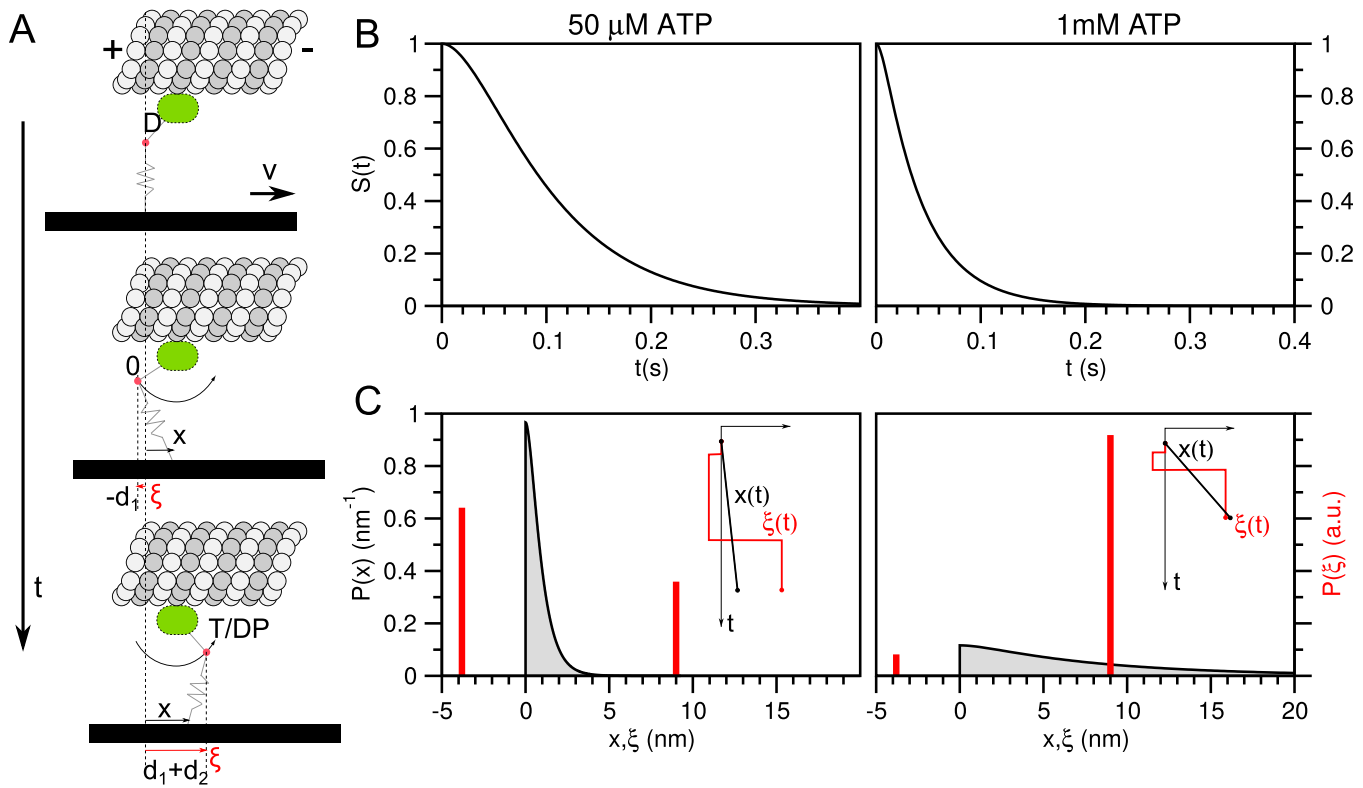 A
+
-
D
v
0
x
-d₁
ξ
t
T/DP
x
ξ
d₁+d₂
B
50 μM ATP
1mM ATP
1
0.8
0.6
0.4
0.2
0
S(t)
0
0.1
0.2
0.3
t(s)
1
0.8
0.6
0.4
0.2
0
0
0.1
0.2
0.3
0.4
t (s)
C
1
0.8
0.6
0.4
0.2
0
P(x) (nm⁻¹)
x(t)
ξ(t)
t
-5
0
5
10
15
x,ξ (nm)
x(t)
ξ(t)
t
-5
0
5
10
15
20
x,ξ (nm)
P(ξ) (a.u.)